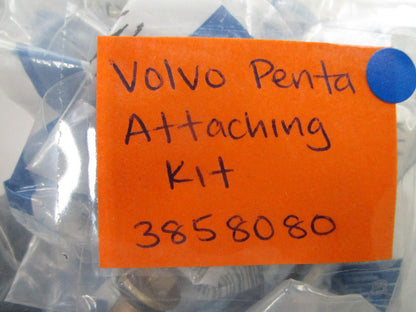 Volvo Penta
Attaching
Kit
3858080